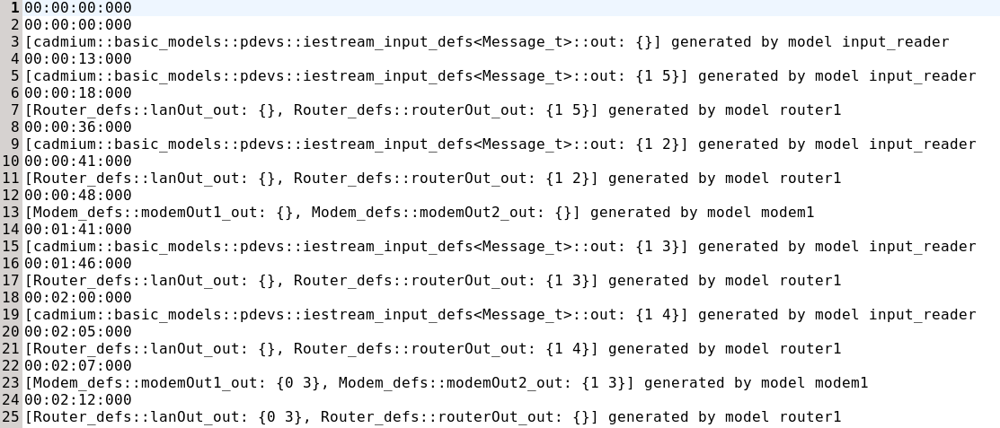 1 00:00:00:000
2 00:00:00:000
3 [cadmium::basic_models::pdevs::iestream_input_defs<Message_t>::out: {}] generated by model input_reader
4 00:00:13:000
5 [cadmium::basic_models::pdevs::iestream_input_defs<Message_t>::out: {1 5}] generated by model input_reader
6 00:00:18:000
7 [Router_defs::lanOut_out: {}, Router_defs::routerOut_out: {1 5}] generated by model router1
8 00:00:36:000
9 [cadmium::basic_models::pdevs::iestream_input_defs<Message_t>::out: {1 2}] generated by model input_reader
10 00:00:41:000
11 [Router_defs::lanOut_out: {}, Router_defs::routerOut_out: {1 2}] generated by model router1
12 00:00:48:000
13 [Modem_defs::modemOut1_out: {}, Modem_defs::modemOut2_out: {}] generated by model modem1
14 00:01:41:000
15 [cadmium::basic_models::pdevs::iestream_input_defs<Message_t>::out: {1 3}] generated by model input_reader
16 00:01:46:000
17 [Router_defs::lanOut_out: {}, Router_defs::routerOut_out: {1 3}] generated by model router1
18 00:02:00:000
19 [cadmium::basic_models::pdevs::iestream_input_defs<Message_t>::out: {1 4}] generated by model input_reader
20 00:02:05:000
21 [Router_defs::lanOut_out: {}, Router_defs::routerOut_out: {1 4}] generated by model router1
22 00:02:07:000
23 [Modem_defs::modemOut1_out: {0 3}, Modem_defs::modemOut2_out: {1 3}] generated by model modem1
24 00:02:12:000
25 [Router_defs::lanOut_out: {0 3}, Router_defs::routerOut_out: {}] generated by model router1